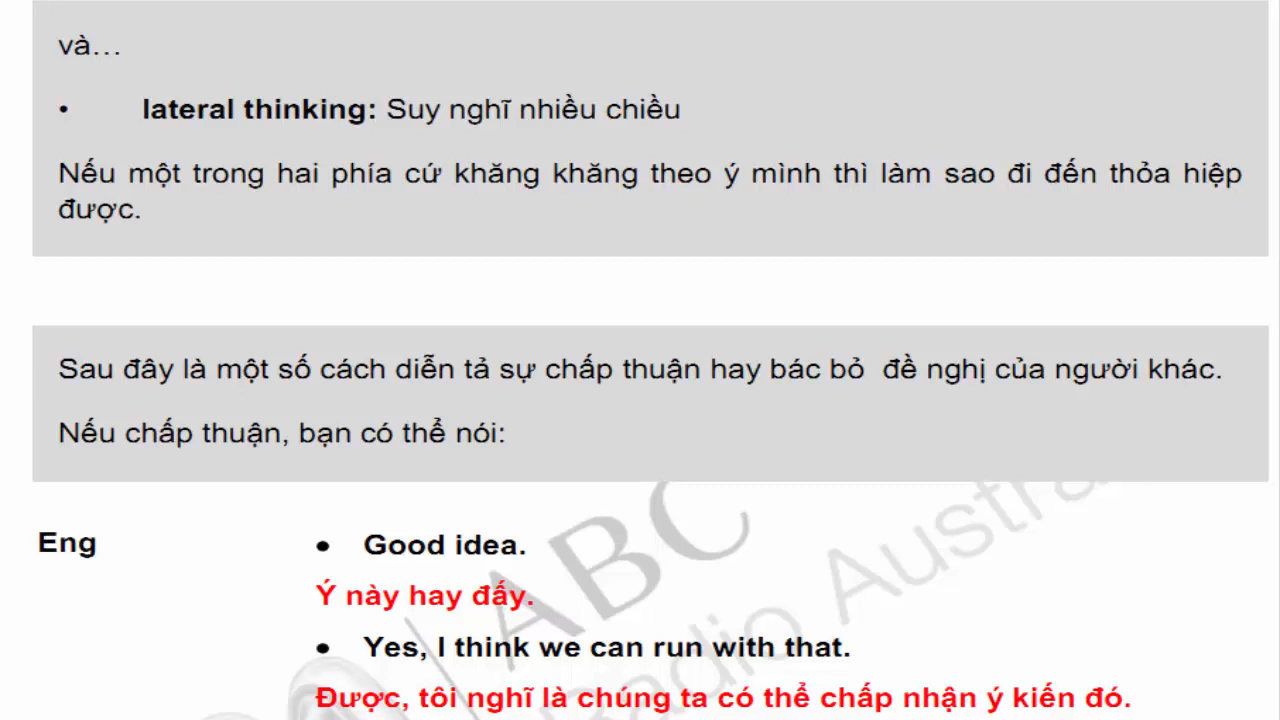 và…
• lateral thinking: Suy nghĩ nhiều chiều
Nếu một trong hai phía cứ khăng khăng theo ý mình thì làm sao đi đến thỏa hiệp
được.
Sau đây là một số cách diễn tả sự chấp thuận hay bác bỏ đề nghị của người khác.
Nếu chấp thuận, bạn có thể nói:
Eng
• Good idea.
Ý này hay đấy.
• Yes, I think we can run with that.
Được, tôi nghĩ là chúng ta có thể chấp nhận ý kiến đó.
ABC